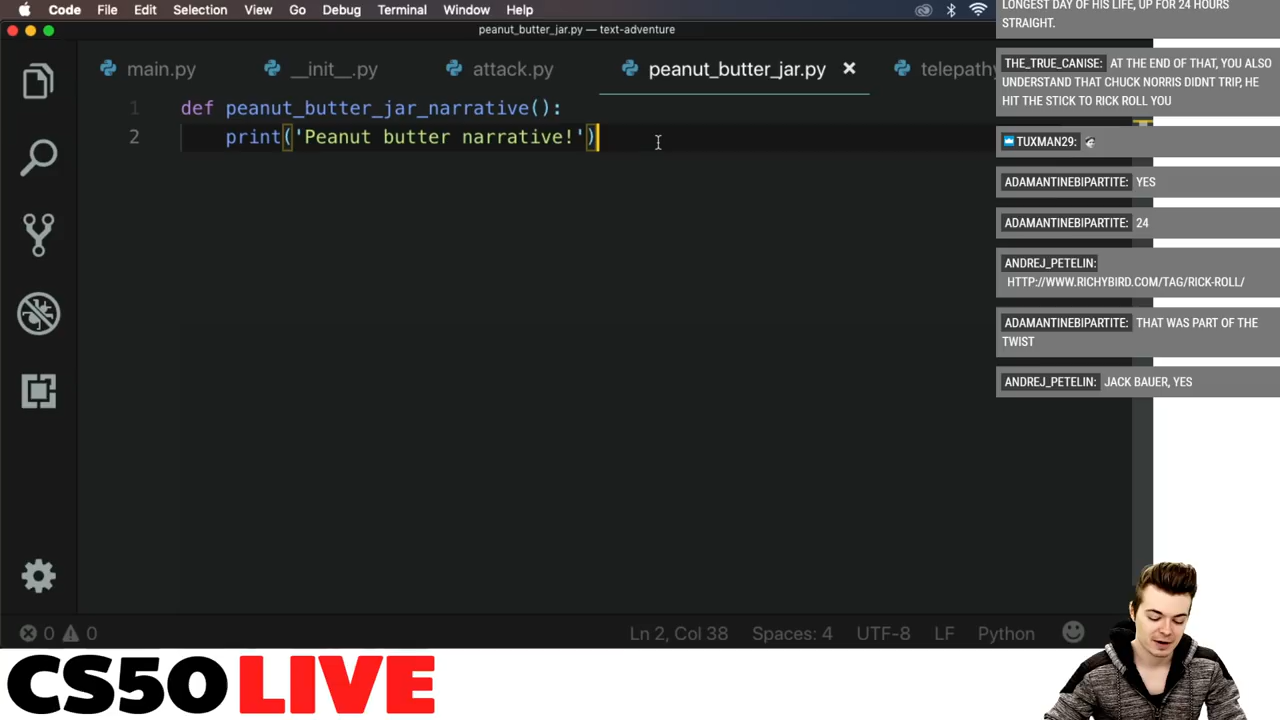 Code File Edit Selection View Go Debug Terminal Window Help
peanut_butter_jar.py — text-adventure
main.py __init__.py attack.py peanut_butter_jar.py telepathy
1 def peanut_butter_jar_narrative():
2 print('Peanut butter narrative!')
LONGEST DAY OF HIS LIFE, UP FOR 24 HOURS
STRAIGHT.
THE_TRUE_CANISE: AT THE END OF THAT, YOU ALSO
UNDERSTAND THAT CHUCK NORRIS DIDNT TRIP, HE
HIT THE STICK TO RICK ROLL YOU
TUXMAN29:
ADAMANTINEBIPARTITE: YES
ADAMANTINEBIPARTITE: 24
ANDREJ_PETELIN:
HTTP://WWW.RICHYBIRD.COM/TAG/RICK-ROLL/
ADAMANTINEBIPARTITE: THAT WAS PART OF THE
TWIST
ANDREJ_PETELIN: JACK BAUER, YES
0 0 Ln 2, Col 38 Spaces: 4 UTF-8 LF Python
CS50 LIVE